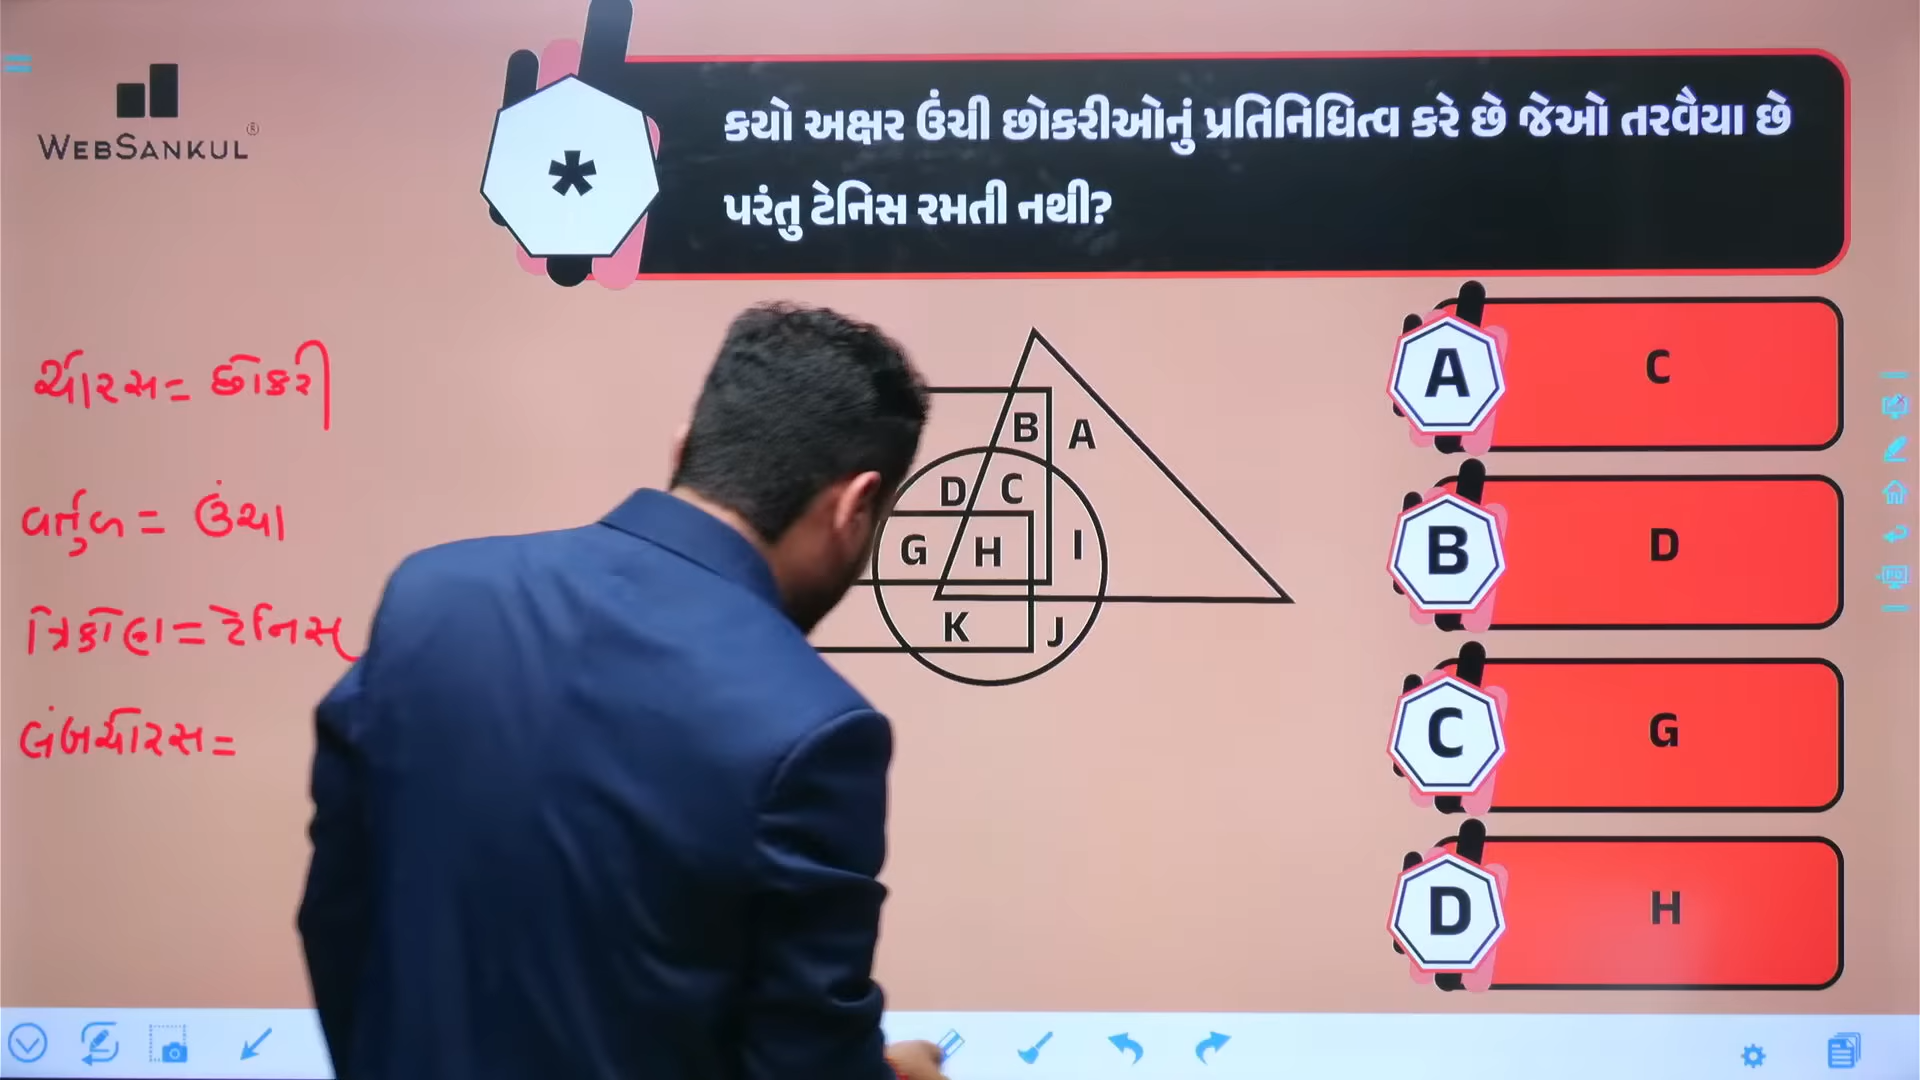 WEBSANKUL®
*
કયો અક્ષર ઉંચી છોકરીઓનું પ્રતિનિધિત્વ કરે છે જેઓ તરવૈયા છે
પરંતુ ટેનિસ રમતી નથી?
ચોરસ = છોકરી
વર્તુળ = ઉંચા
ત્રિકોણ = ટેનિસ
લંબચોરસ =
B A
D C
G H I
K J
A C
B D
C G
D H